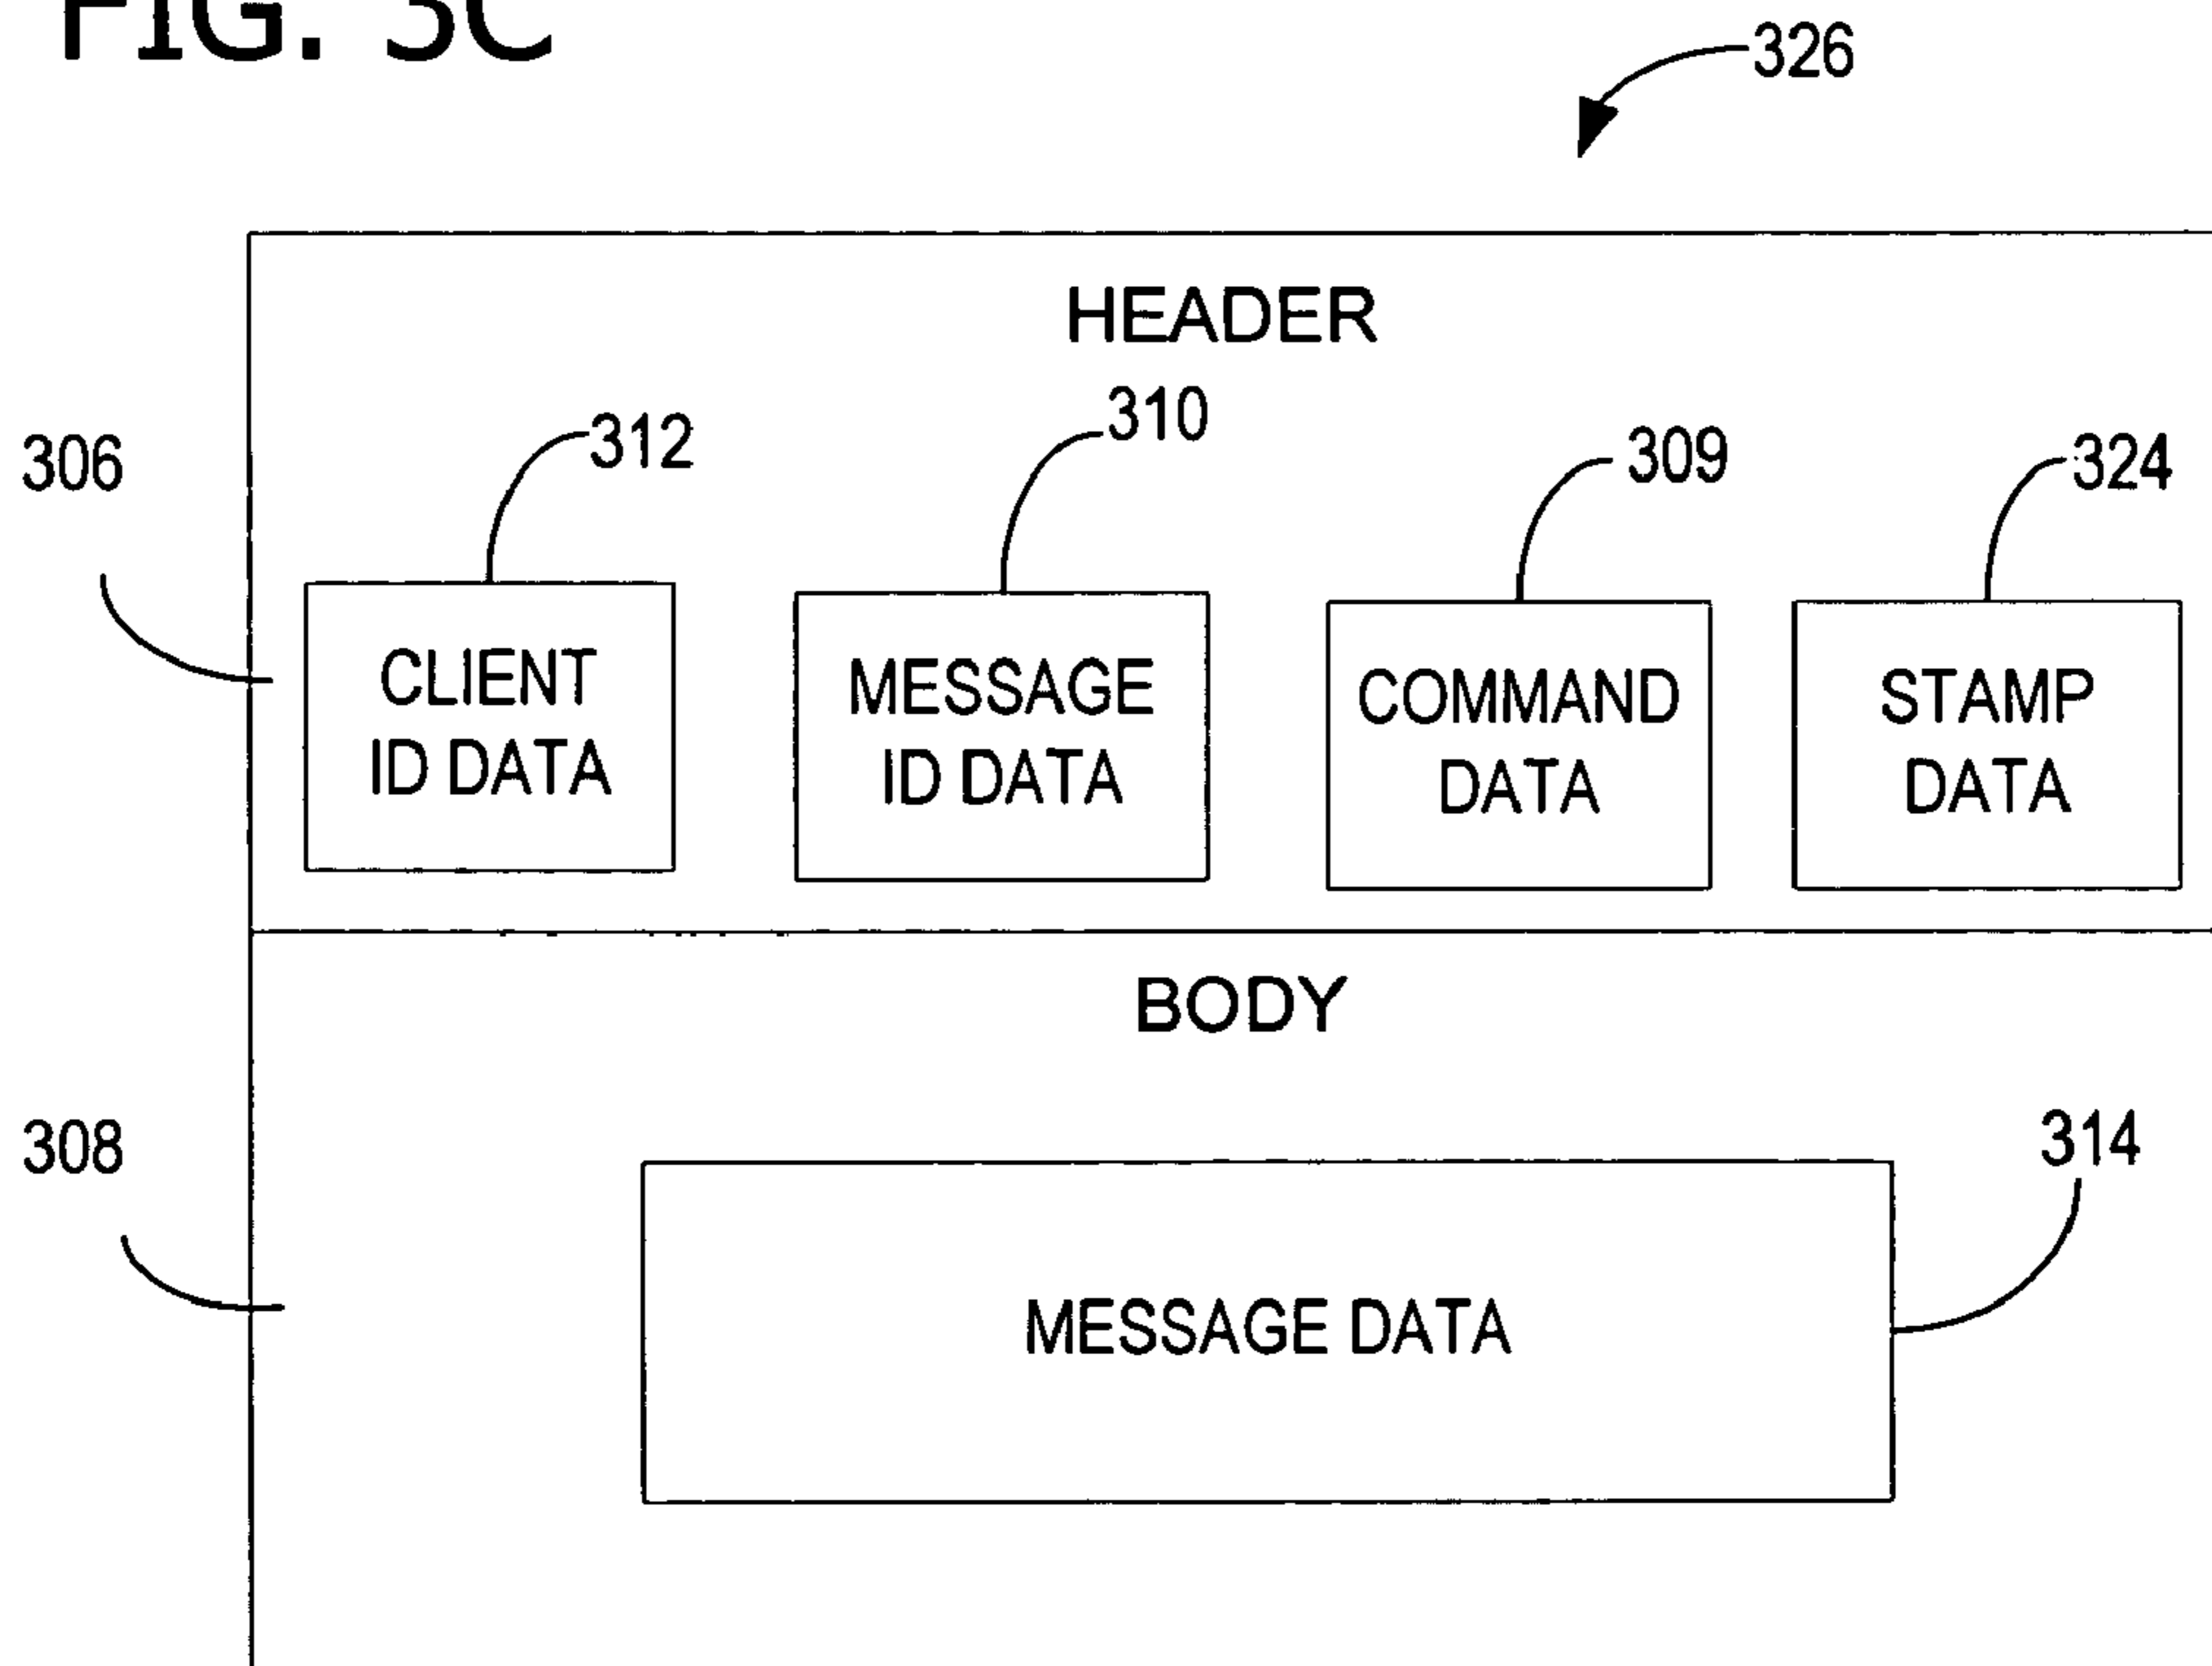 FIG. 3C
326
HEADER
312
310
309
324
306
CLIENT
ID DATA
MESSAGE
ID DATA
COMMAND
DATA
STAMP
DATA
BODY
308
314
MESSAGE DATA